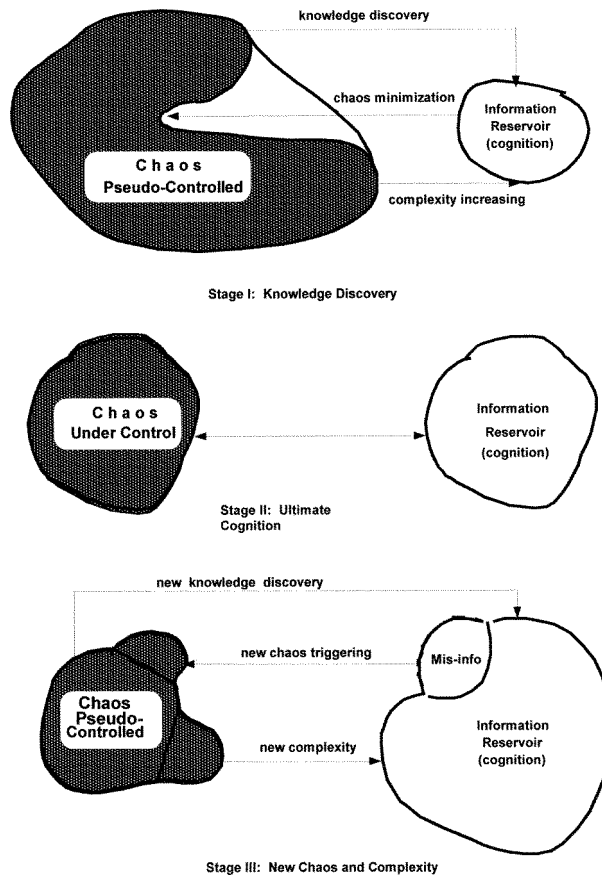 knowledge discovery
chaos minimization
Information
Reservoir
(cognition)
C h a o s
Pseudo-Controlled
complexity increasing
Stage I: Knowledge Discovery
C h a o s
Under Control
Information
Reservoir
(cognition)
Stage II: Ultimate
Cognition
new knowledge discovery
new chaos triggering
Mis-info
Chaos
Pseudo-
Controlled
Information
Reservoir
(cognition)
new complexity
Stage III: New Chaos and Complexity